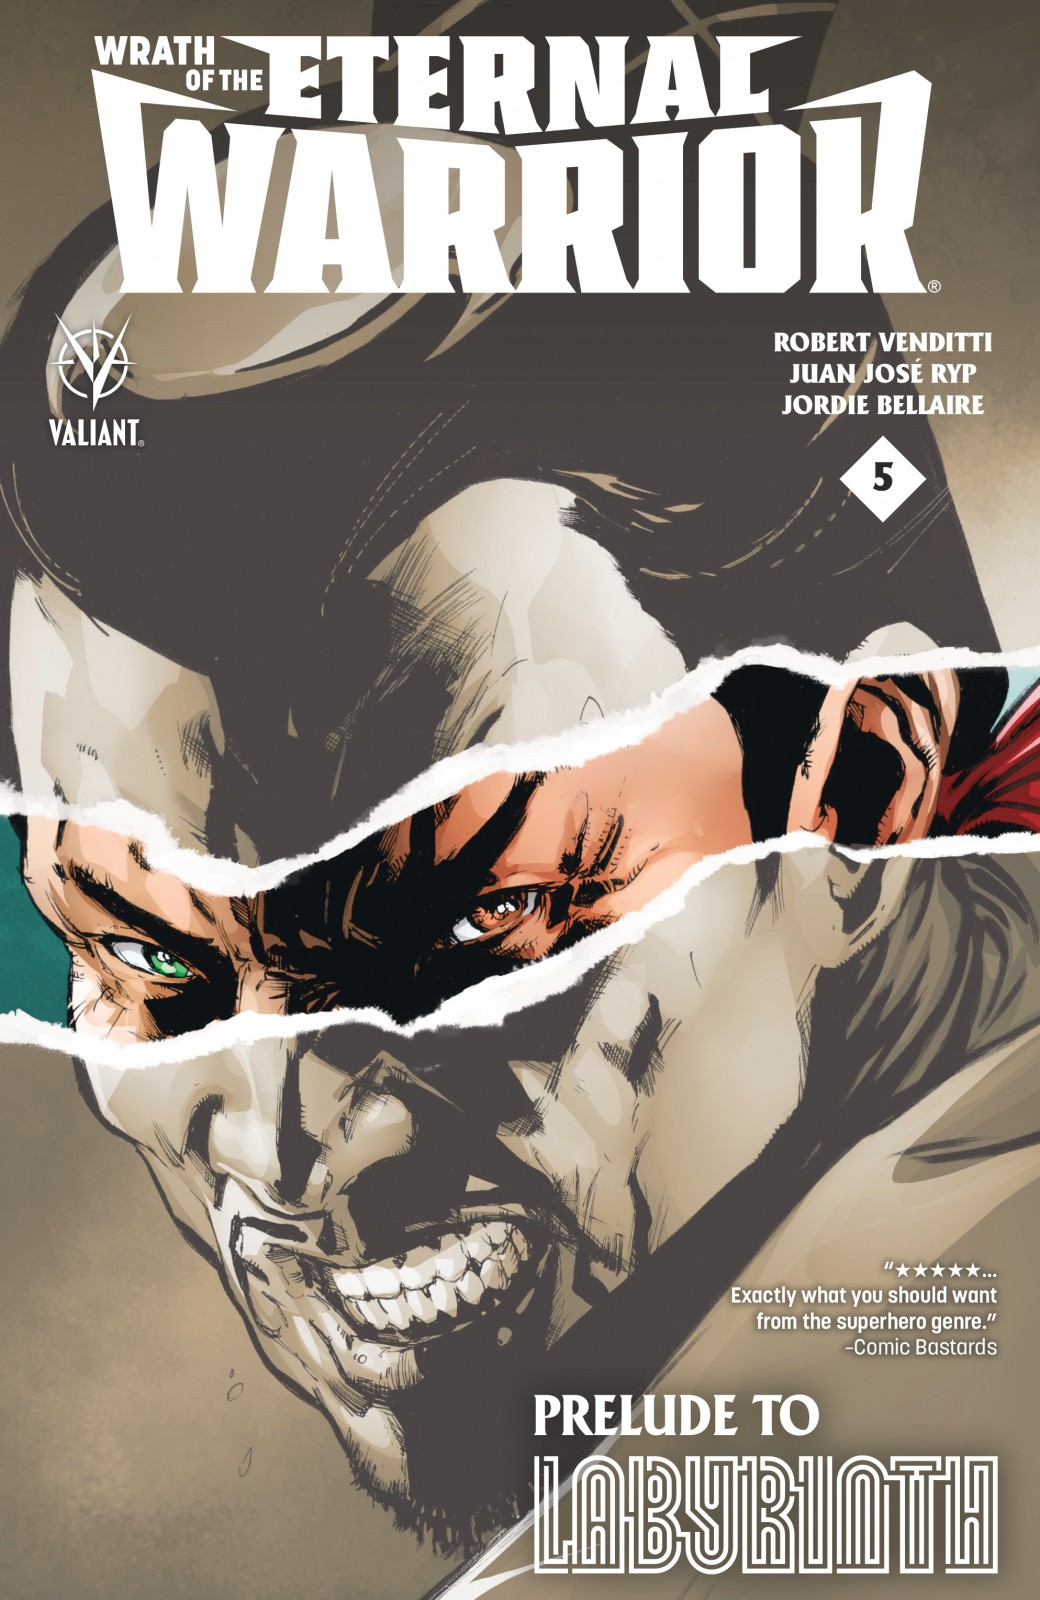 WRATH
OF THE
ETERNAL
WARRIOR®
VALIANT®
ROBERT VENDITTI
JUAN JOSÉ RYP
JORDIE BELLAIRE
5
“★★★★★...
Exactly what you should want
from the superhero genre.”
–Comic Bastards
PRELUDE TO
LABYRINTH